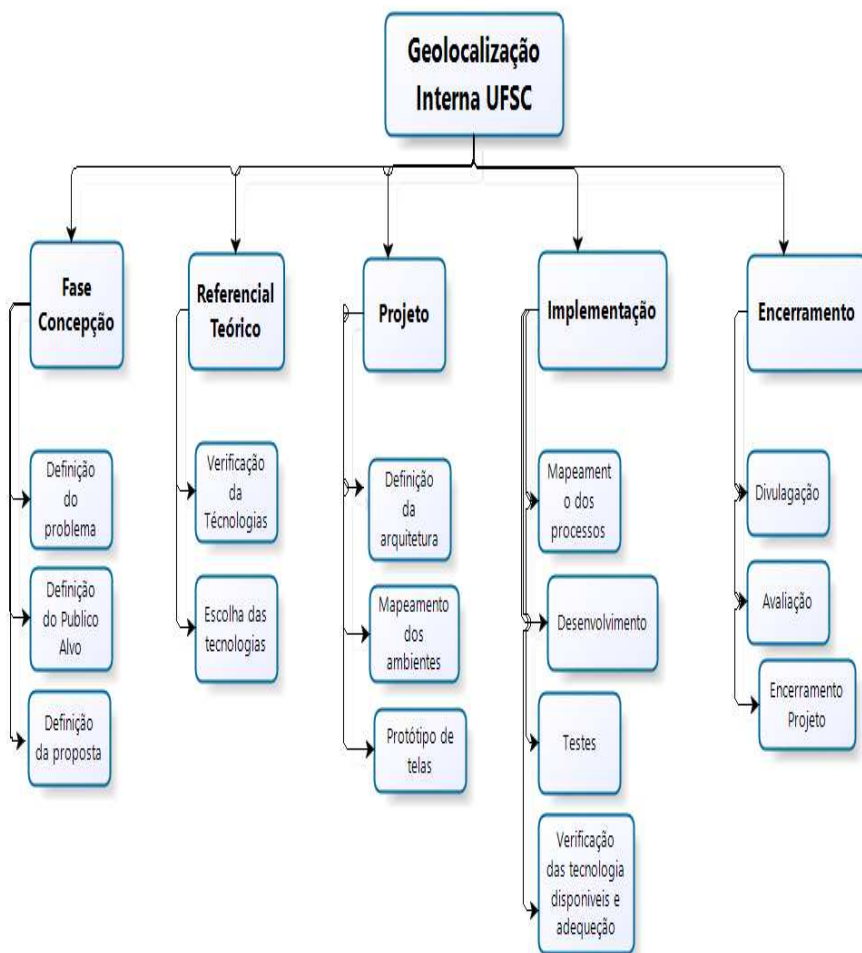 Geolocalização
Interna UFSC
Fase
Concepção
Referencial
Teórico
Projeto
Implementação
Encerramento
Definição
do
problema
Definição
do Publico
Alvo
Definição
da proposta
Verificação
da
Técnologias
Escolha das
tecnologias
Definição
da
arquitetura
Mapeamento
dos
ambientes
Protótipo de
telas
Mapeament
o dos
processos
Desenvolvimento
Testes
Verificação
das tecnologia
disponiveis e
adequeção
Divulagação
Avaliação
Encerramento
Projeto